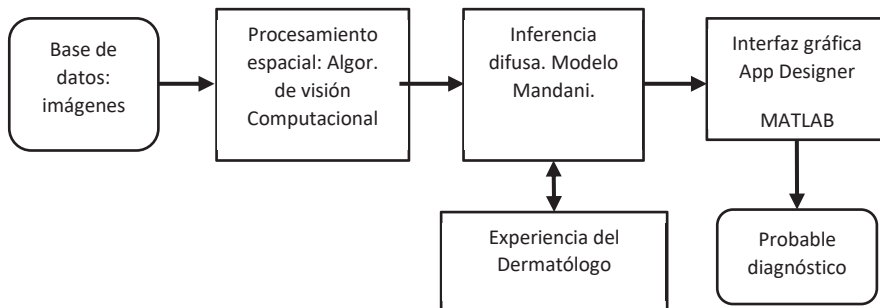 Base de
datos:
imágenes
Procesamiento
espacial: Algor.
de visión
Computacional
Inferencia
difusa. Modelo
Mandani.
Interfaz gráfica
App Designer
MATLAB
Experiencia del
Dermatólogo
Probable
diagnóstico